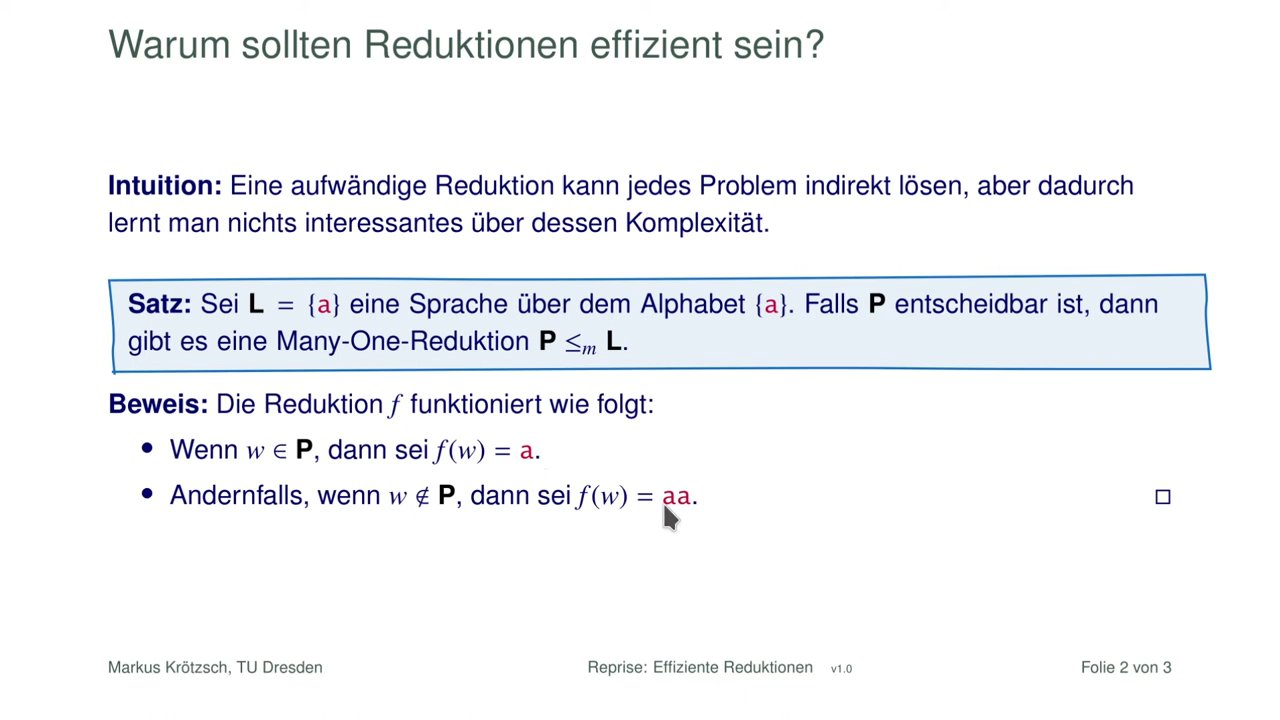 Warum sollten Reduktionen effizient sein?
Intuition: Eine aufwändige Reduktion kann jedes Problem indirekt lösen, aber dadurch
lernt man nichts interessantes über dessen Komplexität.
Satz: Sei L = {a} eine Sprache über dem Alphabet {a}. Falls P entscheidbar ist, dann
gibt es eine Many-One-Reduktion P ≤m L.
Beweis: Die Reduktion f funktioniert wie folgt:
• Wenn w ∈ P, dann sei f(w) = a.
• Andernfalls, wenn w ∉ P, dann sei f(w) = aa. □
Markus Krötzsch, TU Dresden Reprise: Effiziente Reduktionen v1.0 Folie 2 von 3